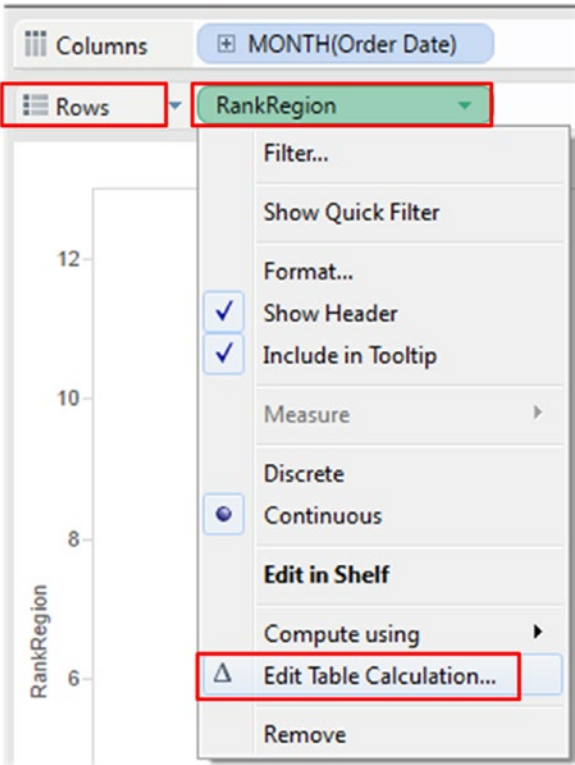 Columns MONTH(Order Date)
Rows RankRegion
Filter...
Show Quick Filter
12
Format...
Show Header
Include in Tooltip
10
Measure
Discrete
Continuous
8
Edit in Shelf
RankRegion
Compute using
6
Edit Table Calculation...
Remove